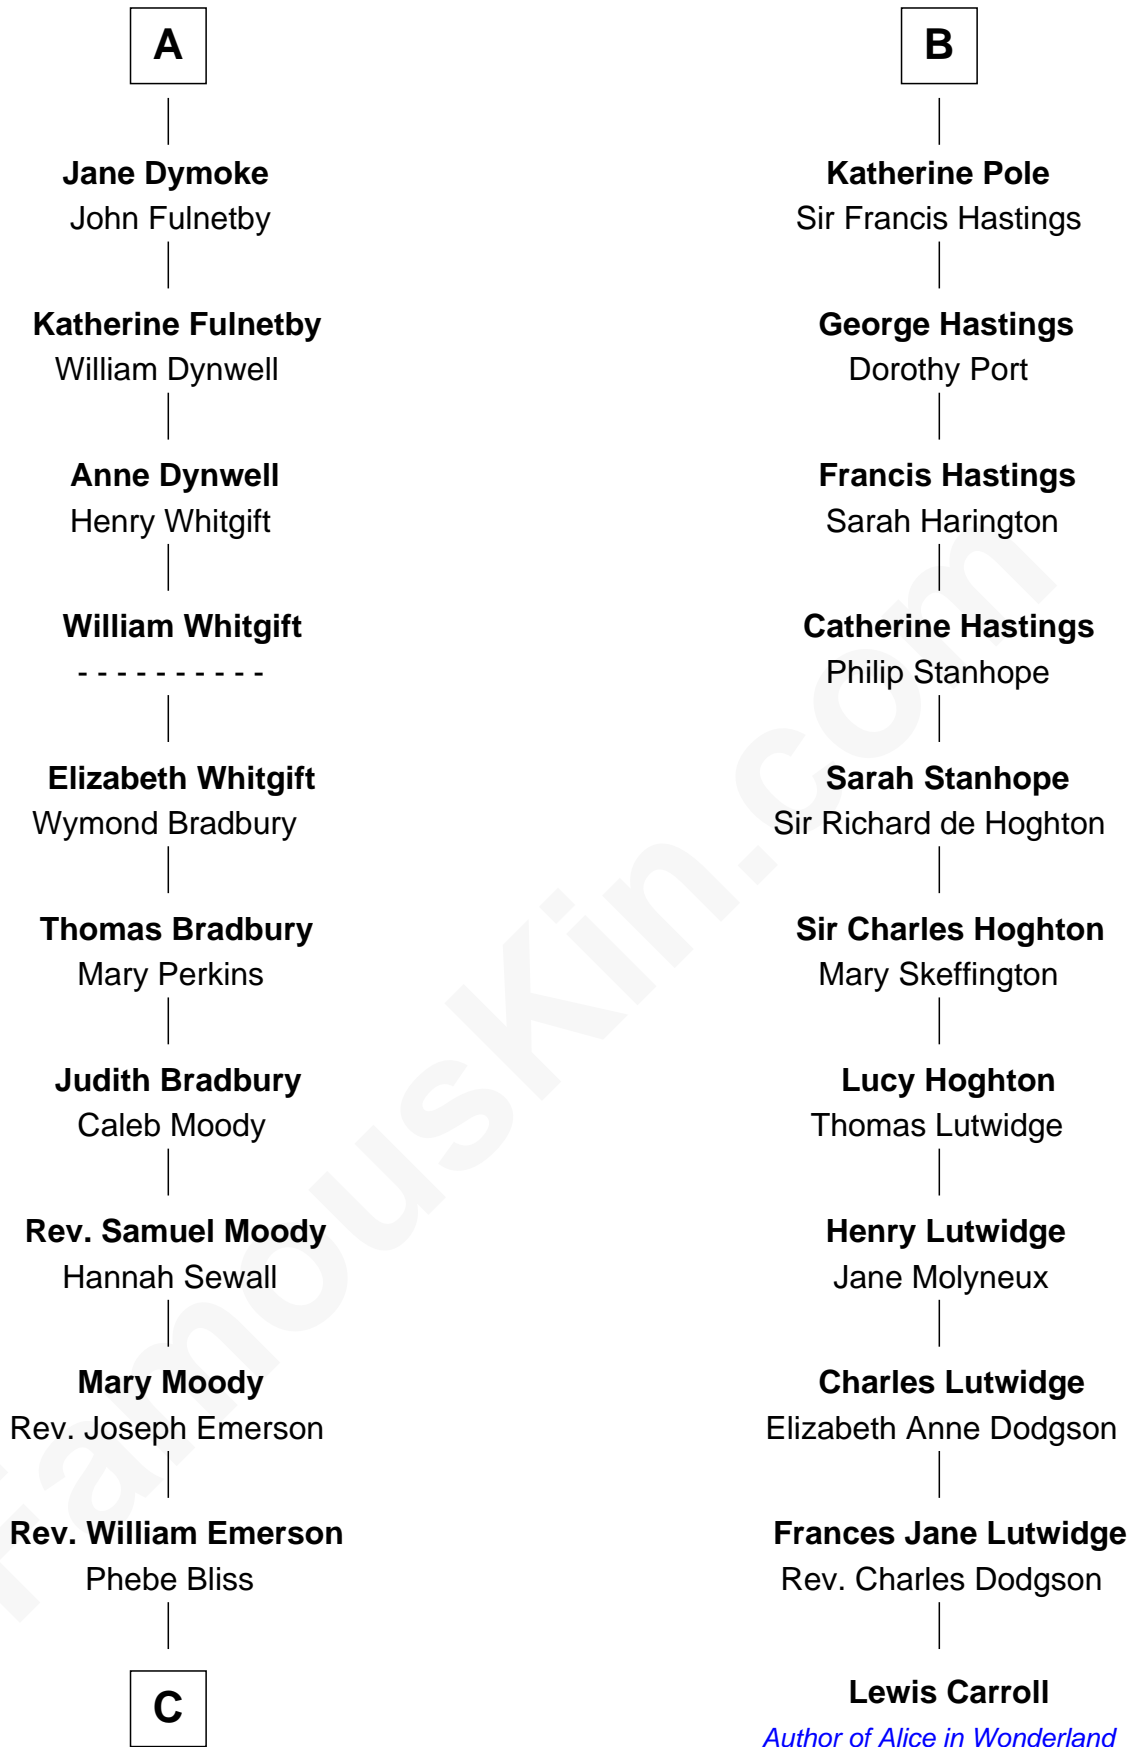 A
Jane Dymoke
John Fulnetby
Katherine Fulnetby
William Dynwell
Anne Dynwell
Henry Whitgift
William Whitgift
- - - - - - - - - -
Elizabeth Whitgift
Wymond Bradbury
Thomas Bradbury
Mary Perkins
Judith Bradbury
Caleb Moody
Rev. Samuel Moody
Hannah Sewall
Mary Moody
Rev. Joseph Emerson
Rev. William Emerson
Phebe Bliss
C
B
Katherine Pole
Sir Francis Hastings
George Hastings
Dorothy Port
Francis Hastings
Sarah Harington
Catherine Hastings
Philip Stanhope
Sarah Stanhope
Sir Richard de Hoghton
Sir Charles Hoghton
Mary Skeffington
Lucy Hoghton
Thomas Lutwidge
Henry Lutwidge
Jane Molyneux
Charles Lutwidge
Elizabeth Anne Dodgson
Frances Jane Lutwidge
Rev. Charles Dodgson
Lewis Carroll
Author of Alice in Wonderland
FamousKin.com